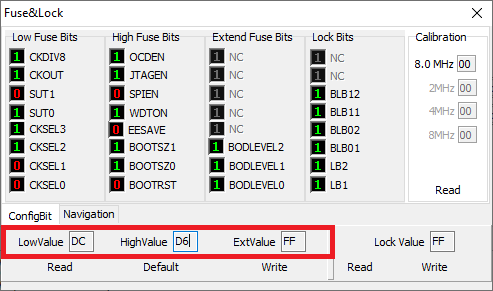 Fuse&Lock
Low Fuse Bits High Fuse Bits Extend Fuse Bits Lock Bits Calibration
1 CKDIV8 1 OCDEN 1 NC 1 NC 8.0 MHz 00
1 CKOUT 1 JTAGEN 1 NC 1 NC 2MHz 00
0 SUT1 0 SPIEN 1 NC 1 BLB12 4MHz 00
1 SUT0 1 WDTON 1 NC 1 BLB11 8MHz 00
1 CKSEL3 0 EESAVE 1 NC 1 BLB02
1 CKSEL2 1 BOOTSZ1 1 BODLEVEL2 1 BLB01
0 CKSEL1 1 BOOTSZ0 1 BODLEVEL1 1 LB2
0 CKSEL0 0 BOOTRST 1 BODLEVEL0 1 LB1 Read
ConfigBit Navigation
LowValue DC HighValue D6 ExtValue FF Lock Value FF
Read Default Write Read Write